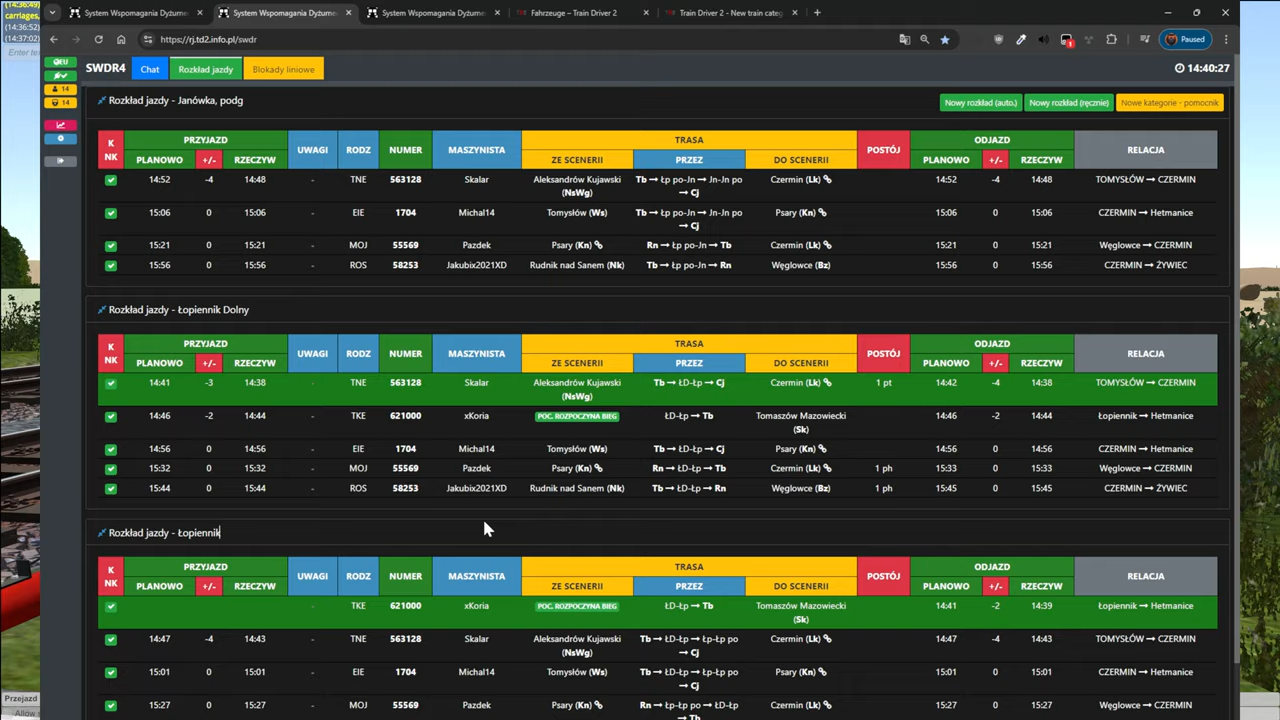 14:36:49)
carriages,
(14:36:52)
(14:37:02)
Enter tex
System Wspomagania Dyżurne × System Wspomagania Dyżurne × System Wspomagania Dyżurne × Fahrzeuge – Train Driver 2 × Train Driver 2 - New train categ × +
https://rj.td2.info.pl/swdr 1 Paused
SWDR4 Chat Rozkład jazdy Blokady liniowe 14:40:27
EU
14
14
Rozkład jazdy - Janówka, podg Nowy rozkład (auto.) Nowy rozkład (ręcznie) Nowe kategorie - pomocnik
K NK PRZYJAZD UWAGI RODZ NUMER MASZYNISTA TRASA POSTÓJ ODJAZD RELACJA
PLANOWO +/- RZECZYW ZE SCENERII PRZEZ DO SCENERII PLANOWO +/- RZECZYW
14:52 -4 14:48 - TNE 563128 Skalar Aleksandrów Kujawski Tb → Łp po-Jn → Jn-Jn po Czermin (Lk) 14:52 -4 14:48 TOMYSŁÓW → CZERMIN
(NsWg) → Cj
15:06 0 15:06 - EIE 1704 Michal14 Tomysłów (Ws) Tb → Łp po-Jn → Jn-Jn po Psary (Kn) 15:06 0 15:06 CZERMIN → Hetmanice
→ Cj
15:21 0 15:21 - MOJ 55569 Pazdek Psary (Kn) Rn → Łp po-Jn → Tb Czermin (Lk) 15:21 0 15:21 Węglowce → CZERMIN
15:56 0 15:56 - ROS 58253 Jakubix2021XD Rudnik nad Sanem (Nk) Tb → Łp po-Jn → Rn Węglowce (Bz) 15:56 0 15:56 CZERMIN → ŻYWIEC
Rozkład jazdy - Łopiennik Dolny
K NK PRZYJAZD UWAGI RODZ NUMER MASZYNISTA TRASA POSTÓJ ODJAZD RELACJA
PLANOWO +/- RZECZYW ZE SCENERII PRZEZ DO SCENERII PLANOWO +/- RZECZYW
14:41 -3 14:38 - TNE 563128 Skalar Aleksandrów Kujawski Tb → ŁD-Łp → Cj Czermin (Lk) 1 pt 14:42 -4 14:38 TOMYSŁÓW → CZERMIN
(NsWg)
14:46 -2 14:44 - TKE 621000 xKoria POC. ROZPOCZYNA BIEG ŁD-Łp → Tb Tomaszów Mazowiecki 14:46 -2 14:44 Łopiennik → Hetmanice
(Sk)
14:56 0 14:56 - EIE 1704 Michal14 Tomysłów (Ws) Tb → ŁD-Łp → Cj Psary (Kn) 14:56 0 14:56 CZERMIN → Hetmanice
15:32 0 15:32 - MOJ 55569 Pazdek Psary (Kn) Rn → ŁD-Łp → Tb Czermin (Lk) 1 ph 15:33 0 15:33 Węglowce → CZERMIN
15:44 0 15:44 - ROS 58253 Jakubix2021XD Rudnik nad Sanem (Nk) Tb → ŁD-Łp → Rn Węglowce (Bz) 1 ph 15:45 0 15:45 CZERMIN → ŻYWIEC
Rozkład jazdy - Łopiennik
K NK PRZYJAZD UWAGI RODZ NUMER MASZYNISTA TRASA POSTÓJ ODJAZD RELACJA
PLANOWO +/- RZECZYW ZE SCENERII PRZEZ DO SCENERII PLANOWO +/- RZECZYW
- TKE 621000 xKoria POC. ROZPOCZYNA BIEG ŁD-Łp → Tb Tomaszów Mazowiecki 14:41 -2 14:39 Łopiennik → Hetmanice
(Sk)
14:47 -4 14:43 - TNE 563128 Skalar Aleksandrów Kujawski Tb → ŁD-Łp → Łp-Łp po Czermin (Lk) 14:47 -4 14:43 TOMYSŁÓW → CZERMIN
(NsWg) → Cj
15:01 0 15:01 - EIE 1704 Michal14 Tomysłów (Ws) Tb → ŁD-Łp → Łp-Łp po Psary (Kn) 15:01 0 15:01 CZERMIN → Hetmanice
→ Cj
Przejazd 15:27 0 15:27 - MOJ 55569 Pazdek Psary (Kn) Rn → Łp-Łp po → ŁD-Łp Czermin (Lk) 15:27 0 15:27 Węglowce → CZERMIN
Allow s → Tb